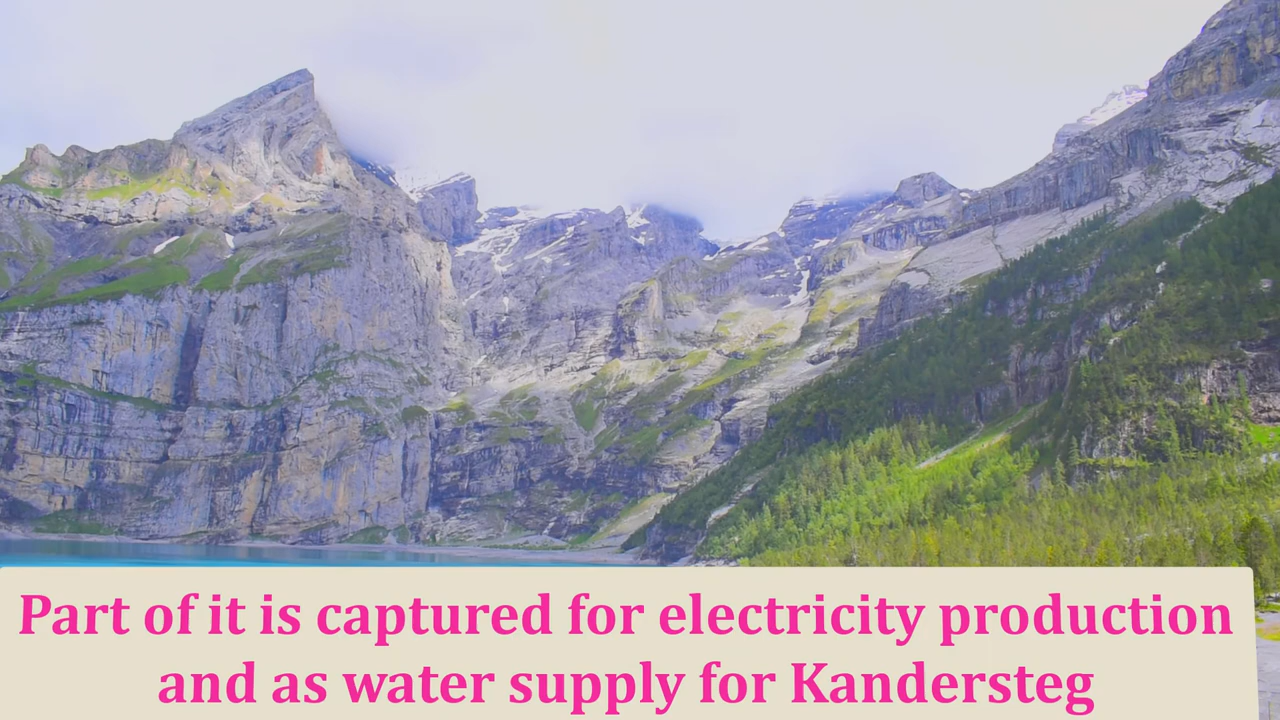 Part of it is captured for electricity production
and as water supply for Kandersteg